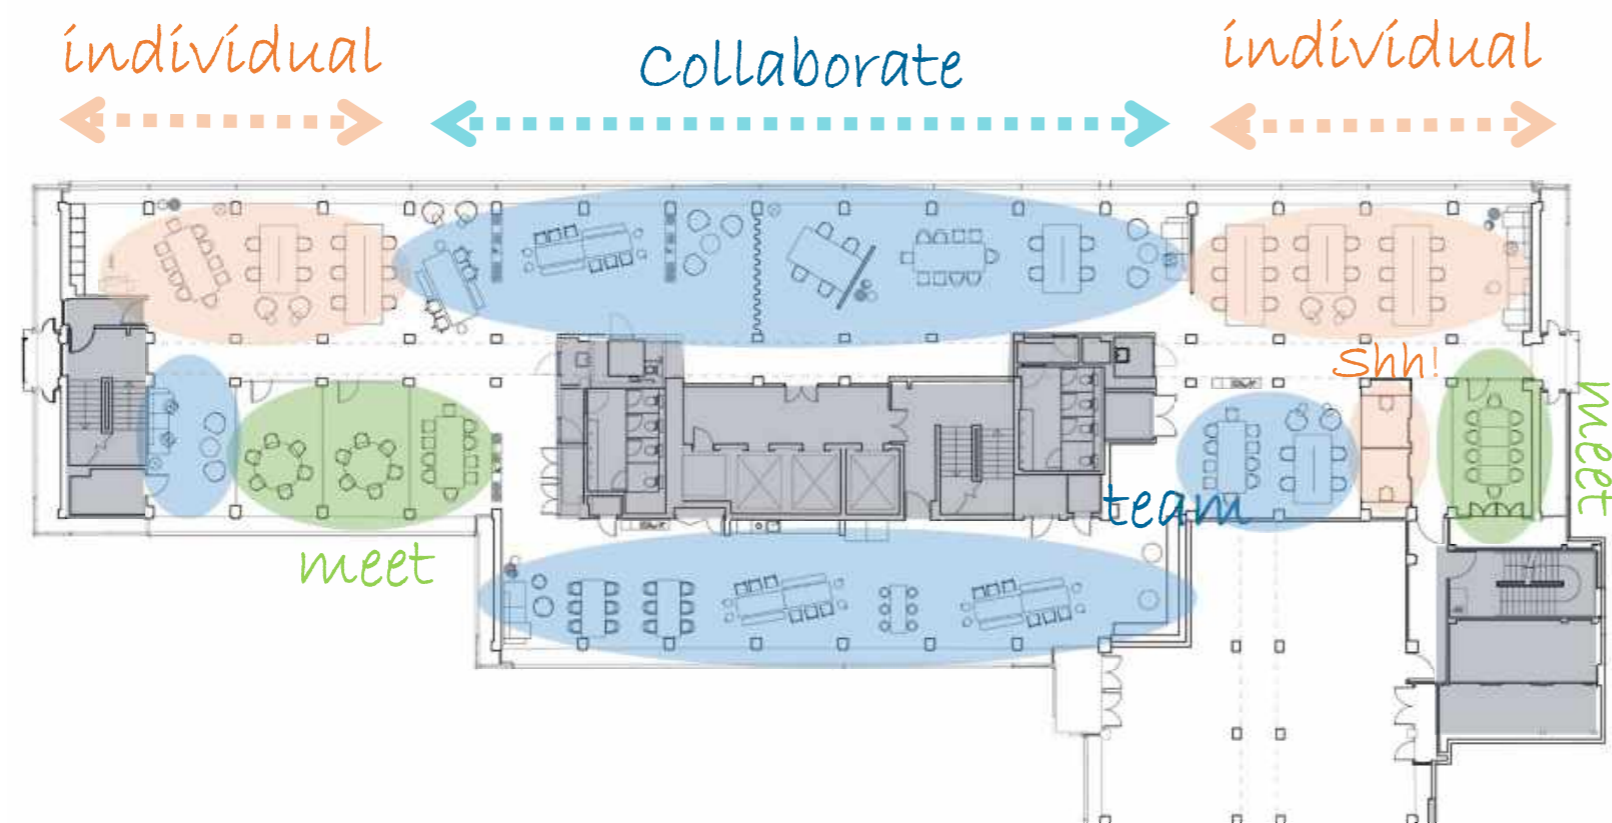 individual
Collaborate
individual
Shh!
meet
team
meet